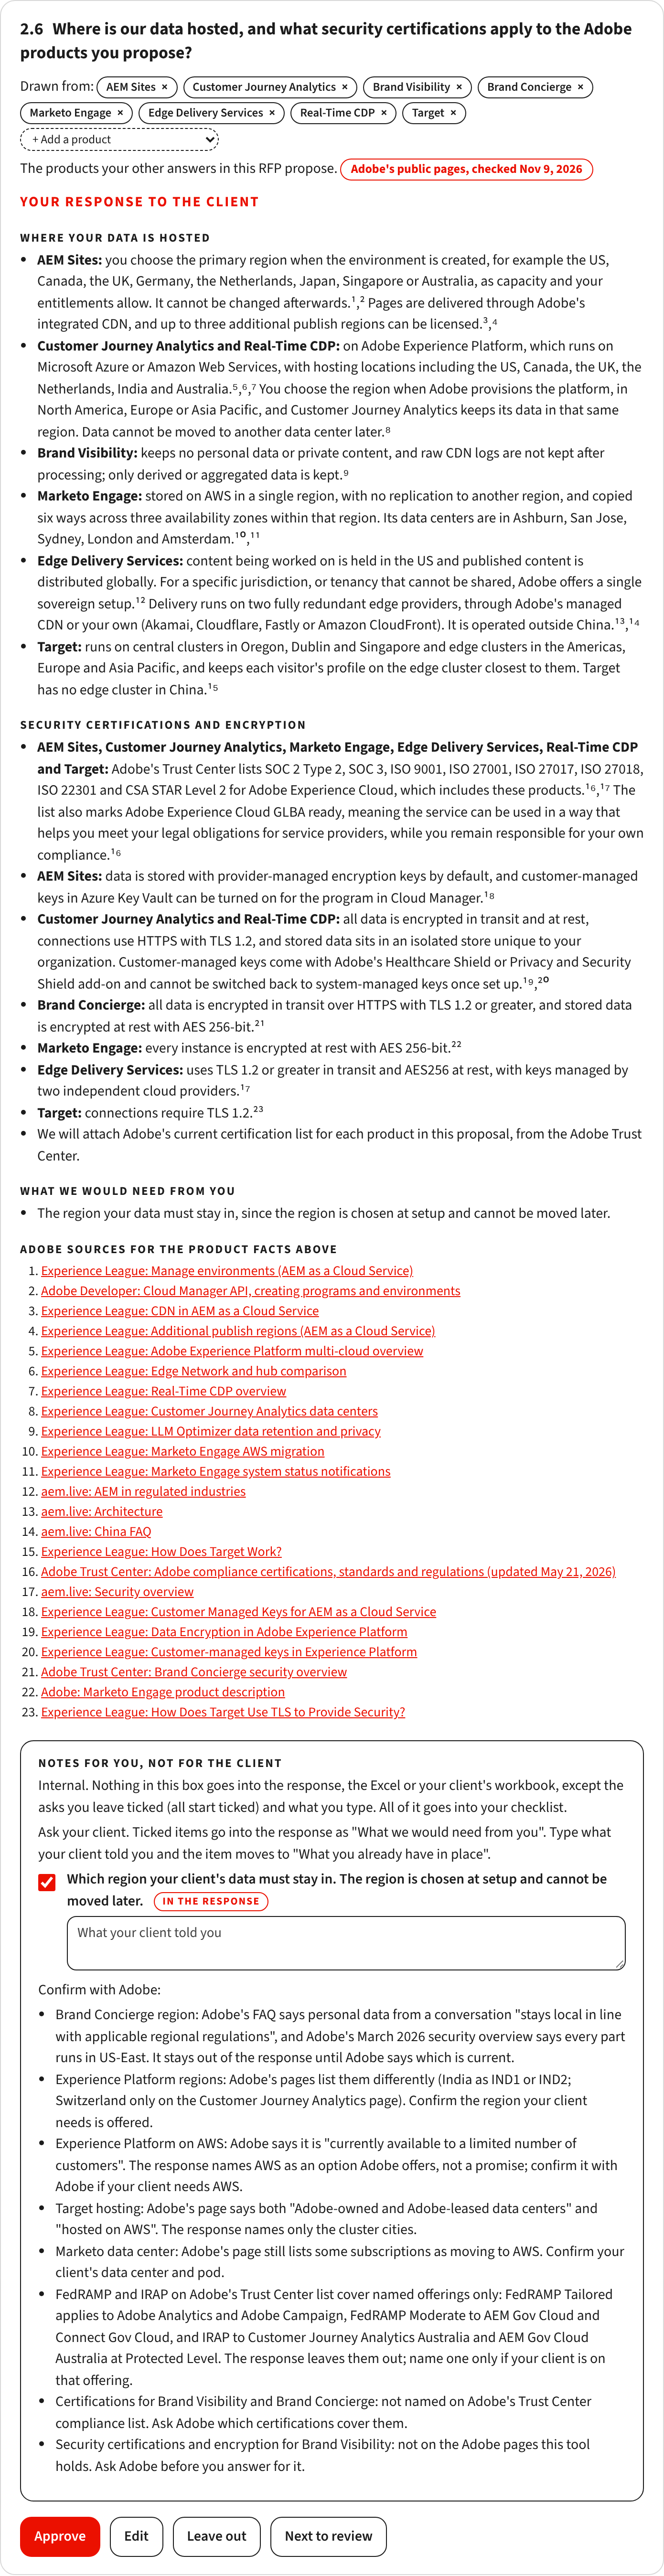 2.6 Where is our data hosted, and what security certifications apply to the Adobe
products you propose?
Drawn from: AEM Sites × Customer Journey Analytics × Brand Visibility × Brand Concierge ×
Marketo Engage × Edge Delivery Services × Real-Time CDP × Target ×
+ Add a product
The products your other answers in this RFP propose. Adobe's public pages, checked Nov 9, 2026
YOUR RESPONSE TO THE CLIENT
WHERE YOUR DATA IS HOSTED
• AEM Sites: you choose the primary region when the environment is created, for example the US,
Canada, the UK, Germany, the Netherlands, Japan, Singapore or Australia, as capacity and your
entitlements allow. It cannot be changed afterwards.¹,² Pages are delivered through Adobe's
integrated CDN, and up to three additional publish regions can be licensed.³,⁴
• Customer Journey Analytics and Real-Time CDP: on Adobe Experience Platform, which runs on
Microsoft Azure or Amazon Web Services, with hosting locations including the US, Canada, the UK, the
Netherlands, India and Australia.⁵,⁶,⁷ You choose the region when Adobe provisions the platform, in
North America, Europe or Asia Pacific, and Customer Journey Analytics keeps its data in that same
region. Data cannot be moved to another data center later.⁸
• Brand Visibility: keeps no personal data or private content, and raw CDN logs are not kept after
processing; only derived or aggregated data is kept.⁹
• Marketo Engage: stored on AWS in a single region, with no replication to another region, and copied
six ways across three availability zones within that region. Its data centers are in Ashburn, San Jose,
Sydney, London and Amsterdam.¹⁰,¹¹
• Edge Delivery Services: content being worked on is held in the US and published content is
distributed globally. For a specific jurisdiction, or tenancy that cannot be shared, Adobe offers a single
sovereign setup.¹² Delivery runs on two fully redundant edge providers, through Adobe's managed
CDN or your own (Akamai, Cloudflare, Fastly or Amazon CloudFront). It is operated outside China.¹³,¹⁴
• Target: runs on central clusters in Oregon, Dublin and Singapore and edge clusters in the Americas,
Europe and Asia Pacific, and keeps each visitor's profile on the edge cluster closest to them. Target
has no edge cluster in China.¹⁵
SECURITY CERTIFICATIONS AND ENCRYPTION
• AEM Sites, Customer Journey Analytics, Marketo Engage, Edge Delivery Services, Real-Time CDP
and Target: Adobe's Trust Center lists SOC 2 Type 2, SOC 3, ISO 9001, ISO 27001, ISO 27017, ISO 27018,
ISO 22301 and CSA STAR Level 2 for Adobe Experience Cloud, which includes these products.¹⁶,¹⁷ The
list also marks Adobe Experience Cloud GLBA ready, meaning the service can be used in a way that
helps you meet your legal obligations for service providers, while you remain responsible for your own
compliance.¹⁶
• AEM Sites: data is stored with provider-managed encryption keys by default, and customer-managed
keys in Azure Key Vault can be turned on for the program in Cloud Manager.¹⁸
• Customer Journey Analytics and Real-Time CDP: all data is encrypted in transit and at rest,
connections use HTTPS with TLS 1.2, and stored data sits in an isolated store unique to your
organization. Customer-managed keys come with Adobe's Healthcare Shield or Privacy and Security
Shield add-on and cannot be switched back to system-managed keys once set up.¹⁹,²⁰
• Brand Concierge: all data is encrypted in transit over HTTPS with TLS 1.2 or greater, and stored data
is encrypted at rest with AES 256-bit.²¹
• Marketo Engage: every instance is encrypted at rest with AES 256-bit.²²
• Edge Delivery Services: uses TLS 1.2 or greater in transit and AES256 at rest, with keys managed by
two independent cloud providers.¹⁷
• Target: connections require TLS 1.2.²³
• We will attach Adobe's current certification list for each product in this proposal, from the Adobe Trust
Center.
WHAT WE WOULD NEED FROM YOU
• The region your data must stay in, since the region is chosen at setup and cannot be moved later.
ADOBE SOURCES FOR THE PRODUCT FACTS ABOVE
1. Experience League: Manage environments (AEM as a Cloud Service)
2. Adobe Developer: Cloud Manager API, creating programs and environments
3. Experience League: CDN in AEM as a Cloud Service
4. Experience League: Additional publish regions (AEM as a Cloud Service)
5. Experience League: Adobe Experience Platform multi-cloud overview
6. Experience League: Edge Network and hub comparison
7. Experience League: Real-Time CDP overview
8. Experience League: Customer Journey Analytics data centers
9. Experience League: LLM Optimizer data retention and privacy
10. Experience League: Marketo Engage AWS migration
11. Experience League: Marketo Engage system status notifications
12. aem.live: AEM in regulated industries
13. aem.live: Architecture
14. aem.live: China FAQ
15. Experience League: How Does Target Work?
16. Adobe Trust Center: Adobe compliance certifications, standards and regulations (updated May 21, 2026)
17. aem.live: Security overview
18. Experience League: Customer Managed Keys for AEM as a Cloud Service
19. Experience League: Data Encryption in Adobe Experience Platform
20. Experience League: Customer-managed keys in Experience Platform
21. Adobe Trust Center: Brand Concierge security overview
22. Adobe: Marketo Engage product description
23. Experience League: How Does Target Use TLS to Provide Security?
NOTES FOR YOU, NOT FOR THE CLIENT
Internal. Nothing in this box goes into the response, the Excel or your client's workbook, except the
asks you leave ticked (all start ticked) and what you type. All of it goes into your checklist.
Ask your client. Ticked items go into the response as "What we would need from you". Type what
your client told you and the item moves to "What you already have in place".
Which region your client's data must stay in. The region is chosen at setup and cannot be
moved later. IN THE RESPONSE
What your client told you
Confirm with Adobe:
• Brand Concierge region: Adobe's FAQ says personal data from a conversation "stays local in line
with applicable regional regulations", and Adobe's March 2026 security overview says every part
runs in US-East. It stays out of the response until Adobe says which is current.
• Experience Platform regions: Adobe's pages list them differently (India as IND1 or IND2;
Switzerland only on the Customer Journey Analytics page). Confirm the region your client
needs is offered.
• Experience Platform on AWS: Adobe says it is "currently available to a limited number of
customers". The response names AWS as an option Adobe offers, not a promise; confirm it with
Adobe if your client needs AWS.
• Target hosting: Adobe's page says both "Adobe-owned and Adobe-leased data centers" and
"hosted on AWS". The response names only the cluster cities.
• Marketo data center: Adobe's page still lists some subscriptions as moving to AWS. Confirm your
client's data center and pod.
• FedRAMP and IRAP on Adobe's Trust Center list cover named offerings only: FedRAMP Tailored
applies to Adobe Analytics and Adobe Campaign, FedRAMP Moderate to AEM Gov Cloud and
Connect Gov Cloud, and IRAP to Customer Journey Analytics Australia and AEM Gov Cloud
Australia at Protected Level. The response leaves them out; name one only if your client is on
that offering.
• Certifications for Brand Visibility and Brand Concierge: not named on Adobe's Trust Center
compliance list. Ask Adobe which certifications cover them.
• Security certifications and encryption for Brand Visibility: not on the Adobe pages this tool
holds. Ask Adobe before you answer for it.
Approve Edit Leave out Next to review